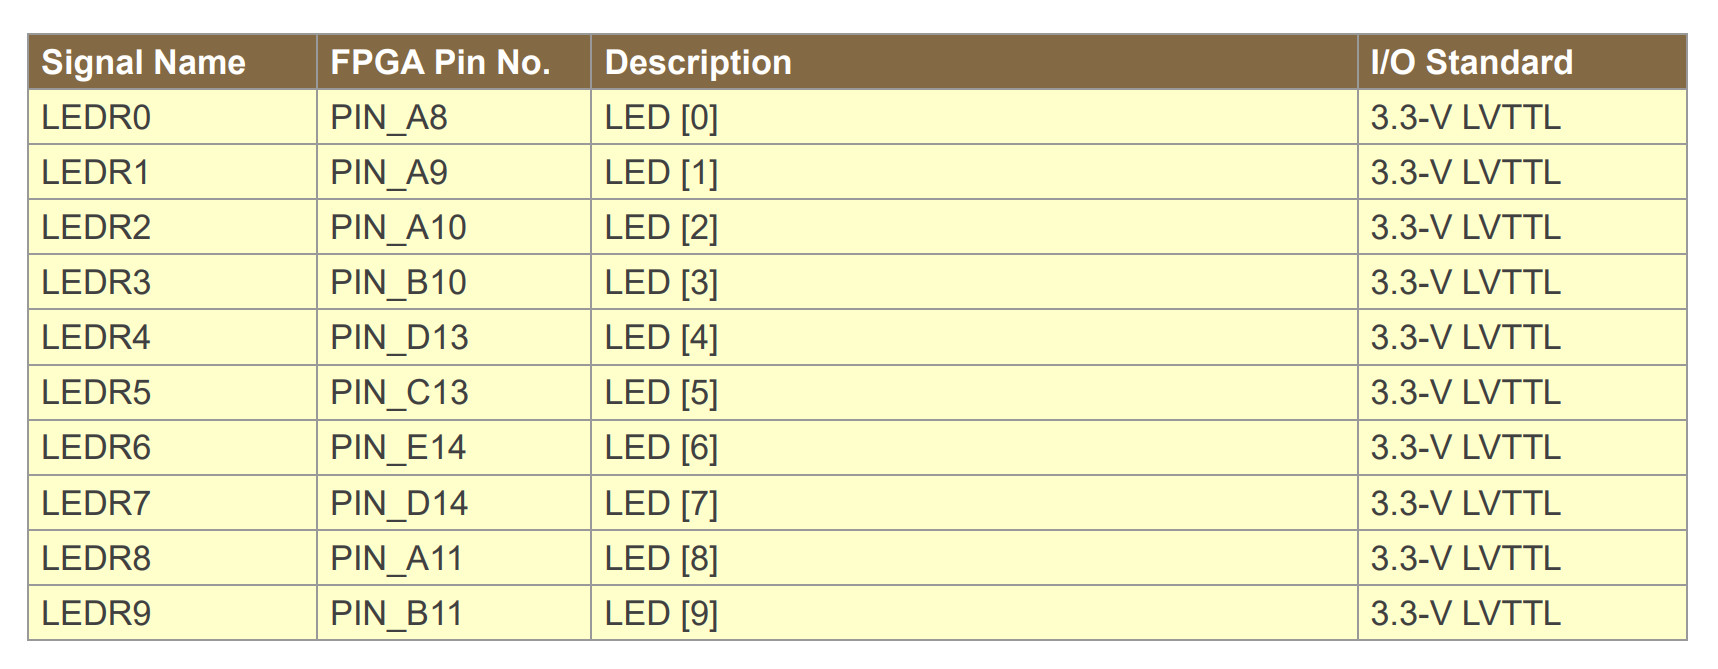 Signal Name FPGA Pin No. Description I/O Standard
LEDR0 PIN_A8 LED [0] 3.3-V LVTTL
LEDR1 PIN_A9 LED [1] 3.3-V LVTTL
LEDR2 PIN_A10 LED [2] 3.3-V LVTTL
LEDR3 PIN_B10 LED [3] 3.3-V LVTTL
LEDR4 PIN_D13 LED [4] 3.3-V LVTTL
LEDR5 PIN_C13 LED [5] 3.3-V LVTTL
LEDR6 PIN_E14 LED [6] 3.3-V LVTTL
LEDR7 PIN_D14 LED [7] 3.3-V LVTTL
LEDR8 PIN_A11 LED [8] 3.3-V LVTTL
LEDR9 PIN_B11 LED [9] 3.3-V LVTTL